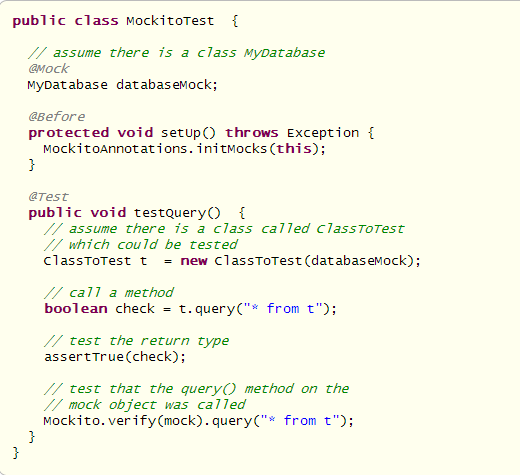 public class MockitoTest  {
// assume there is a class MyDatabase
@Mock
MyDatabase databaseMock;
@Before
protected void setUp() throws Exception {
MockitoAnnotations.initMocks(this);
}
@Test
public void testQuery()  {
// assume there is a class called ClassToTest
// which could be tested
ClassToTest t  = new ClassToTest(databaseMock);
// call a method
boolean check = t.query("* from t");
// test the return type
assertTrue(check);
// test that the query() method on the
// mock object was called
Mockito.verify(mock).query("* from t");
}
}